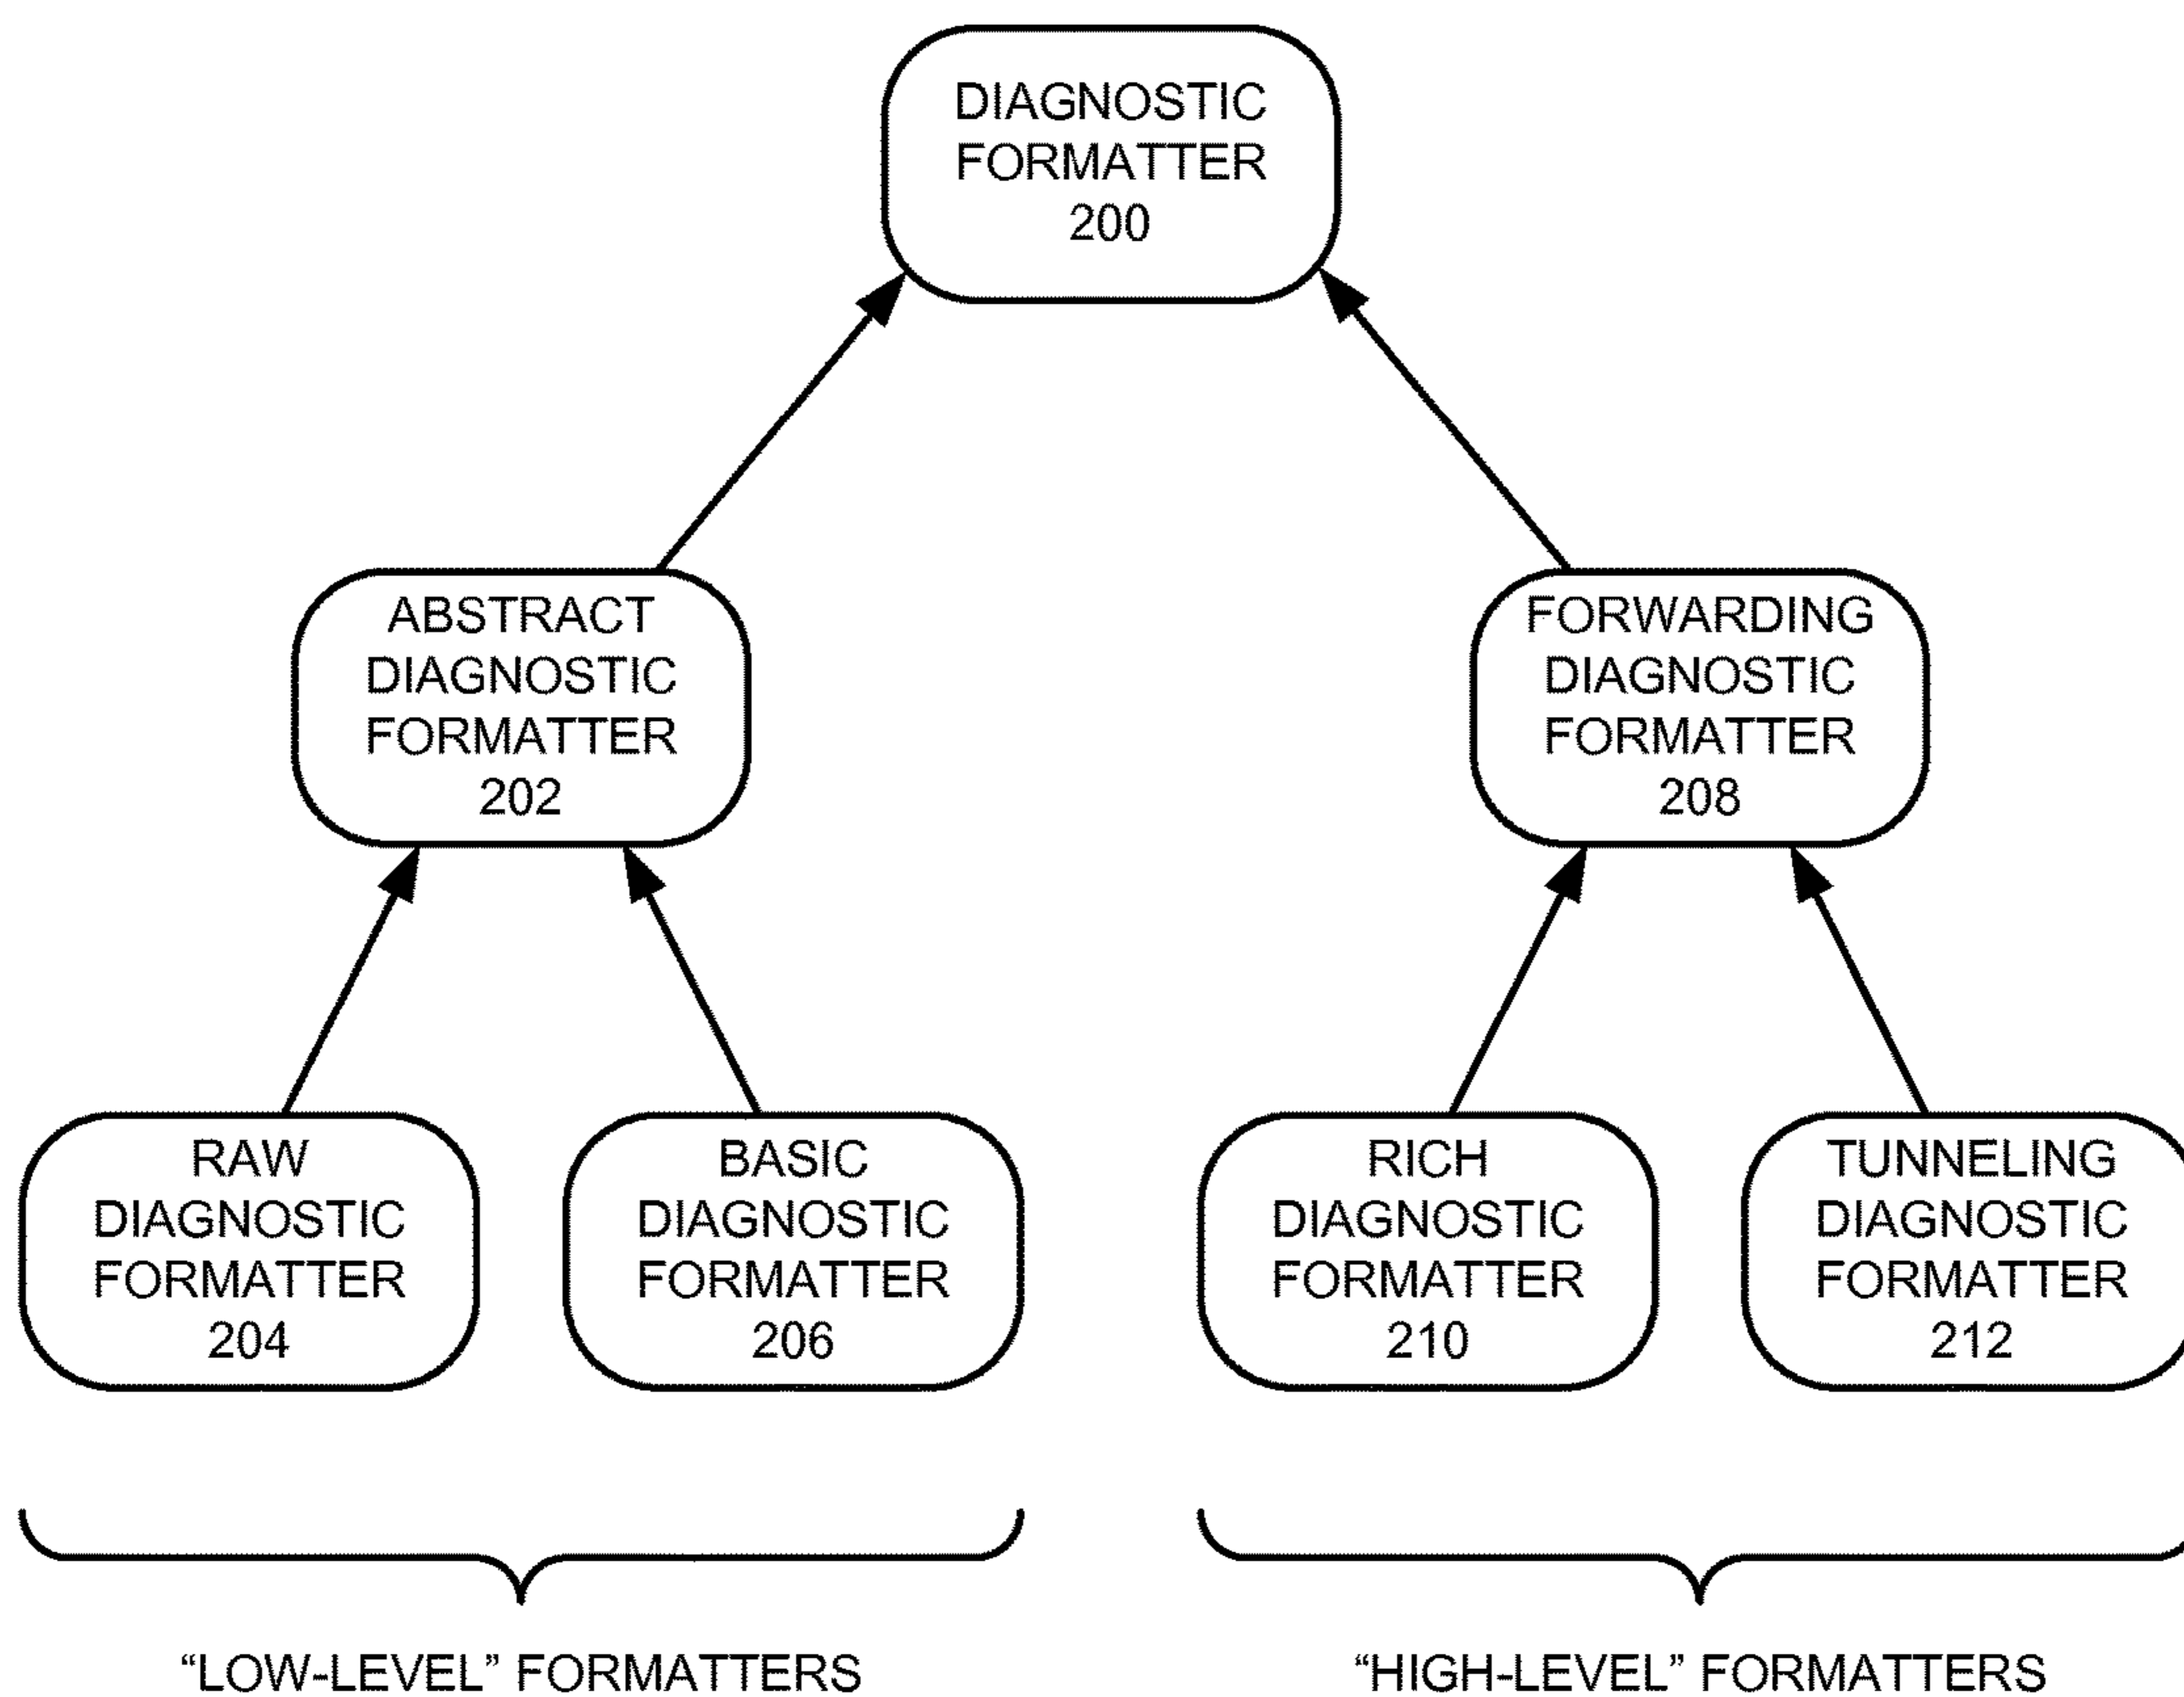 DIAGNOSTIC
FORMATTER
200
ABSTRACT
DIAGNOSTIC
FORMATTER
202
FORWARDING
DIAGNOSTIC
FORMATTER
208
RAW
DIAGNOSTIC
FORMATTER
204
BASIC
DIAGNOSTIC
FORMATTER
206
RICH
DIAGNOSTIC
FORMATTER
210
TUNNELING
DIAGNOSTIC
FORMATTER
212
“LOW-LEVEL” FORMATTERS
“HIGH-LEVEL” FORMATTERS